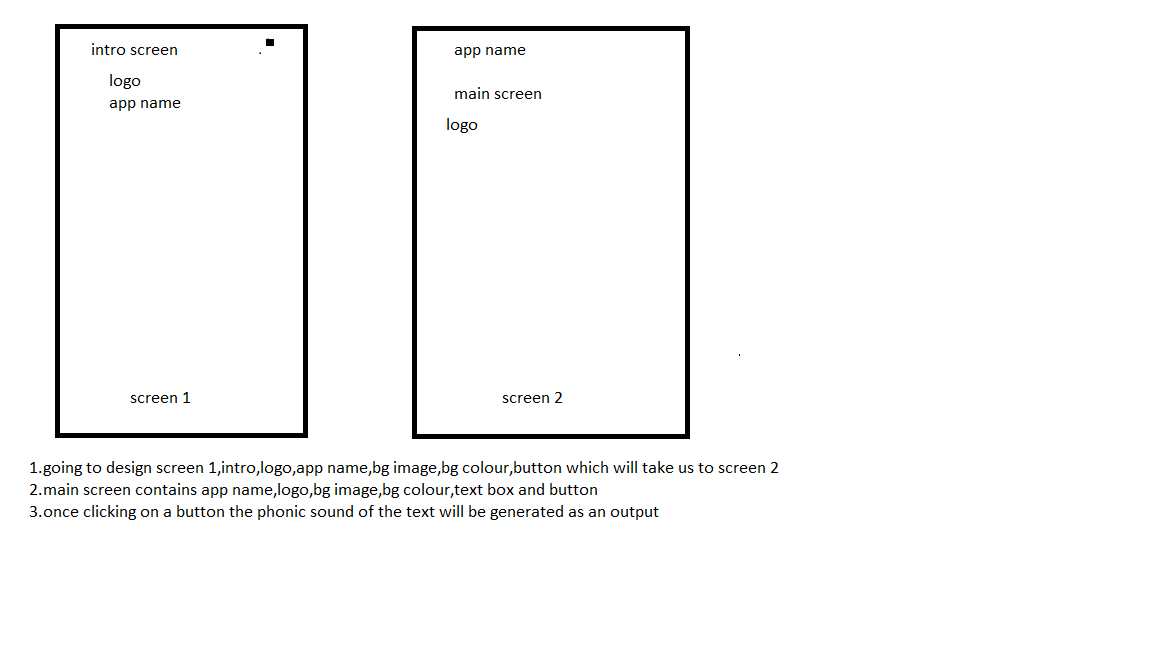 intro screen
logo
app name
screen 1
app name
main screen
logo
screen 2
1.going to design screen 1,intro,logo,app name,bg image,bg colour,button which will take us to screen 2
2.main screen contains app name,logo,bg image,bg colour,text box and button
3.once clicking on a button the phonic sound of the text will be generated as an output